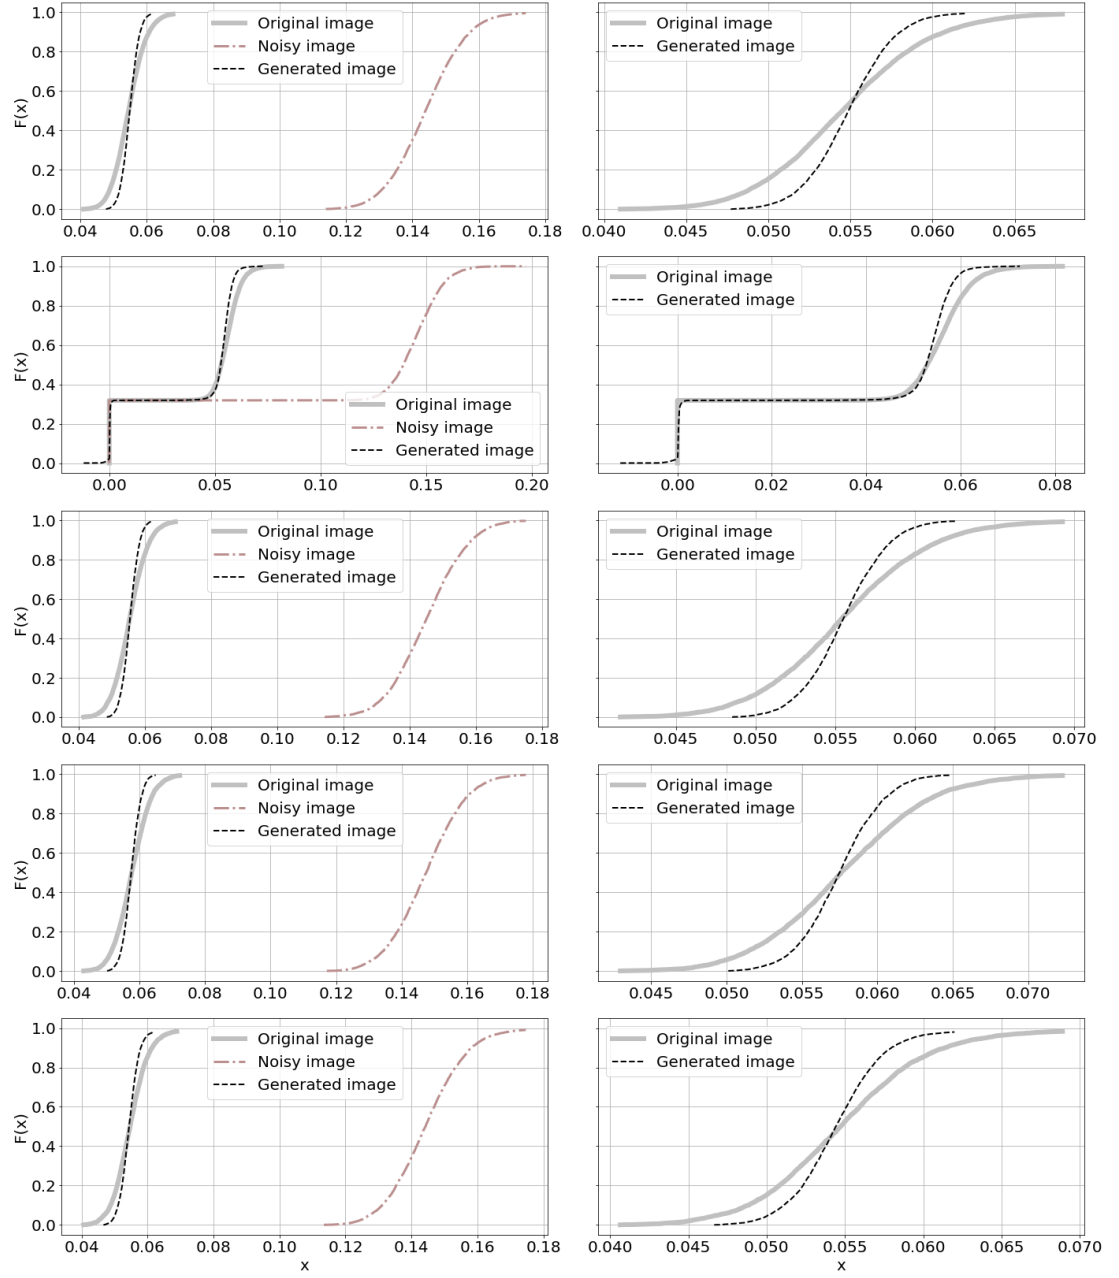 1.0
0.8
0.6
0.4
0.2
0.0
F(x)
Original image
Noisy image
Generated image
0.04 0.06 0.08 0.10 0.12 0.14 0.16 0.18
Original image
Generated image
0.040 0.045 0.050 0.055 0.060 0.065
1.0
0.8
0.6
0.4
0.2
0.0
F(x)
Original image
Noisy image
Generated image
0.00 0.05 0.10 0.15 0.20
Original image
Generated image
0.00 0.02 0.04 0.06 0.08
1.0
0.8
0.6
0.4
0.2
0.0
F(x)
Original image
Noisy image
Generated image
0.04 0.06 0.08 0.10 0.12 0.14 0.16 0.18
Original image
Generated image
0.045 0.050 0.055 0.060 0.065 0.070
1.0
0.8
0.6
0.4
0.2
0.0
F(x)
Original image
Noisy image
Generated image
0.04 0.06 0.08 0.10 0.12 0.14 0.16 0.18
Original image
Generated image
0.045 0.050 0.055 0.060 0.065 0.070
1.0
0.8
0.6
0.4
0.2
0.0
F(x)
Original image
Noisy image
Generated image
0.04 0.06 0.08 0.10 0.12 0.14 0.16 0.18
x
Original image
Generated image
0.040 0.045 0.050 0.055 0.060 0.065 0.070
x